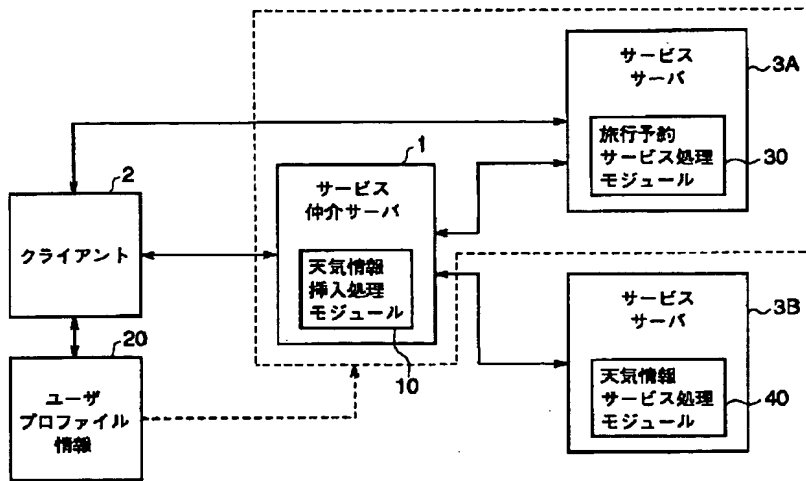 サービス
サーバ
3A
旅行予約
サービス処理
モジュール
30
1
サービス
仲介サーバ
天気情報
挿入処理
モジュール
10
2
クライアント
20
ユーザ
プロファイル
情報
サービス
サーバ
3B
天気情報
サービス処理
モジュール
40